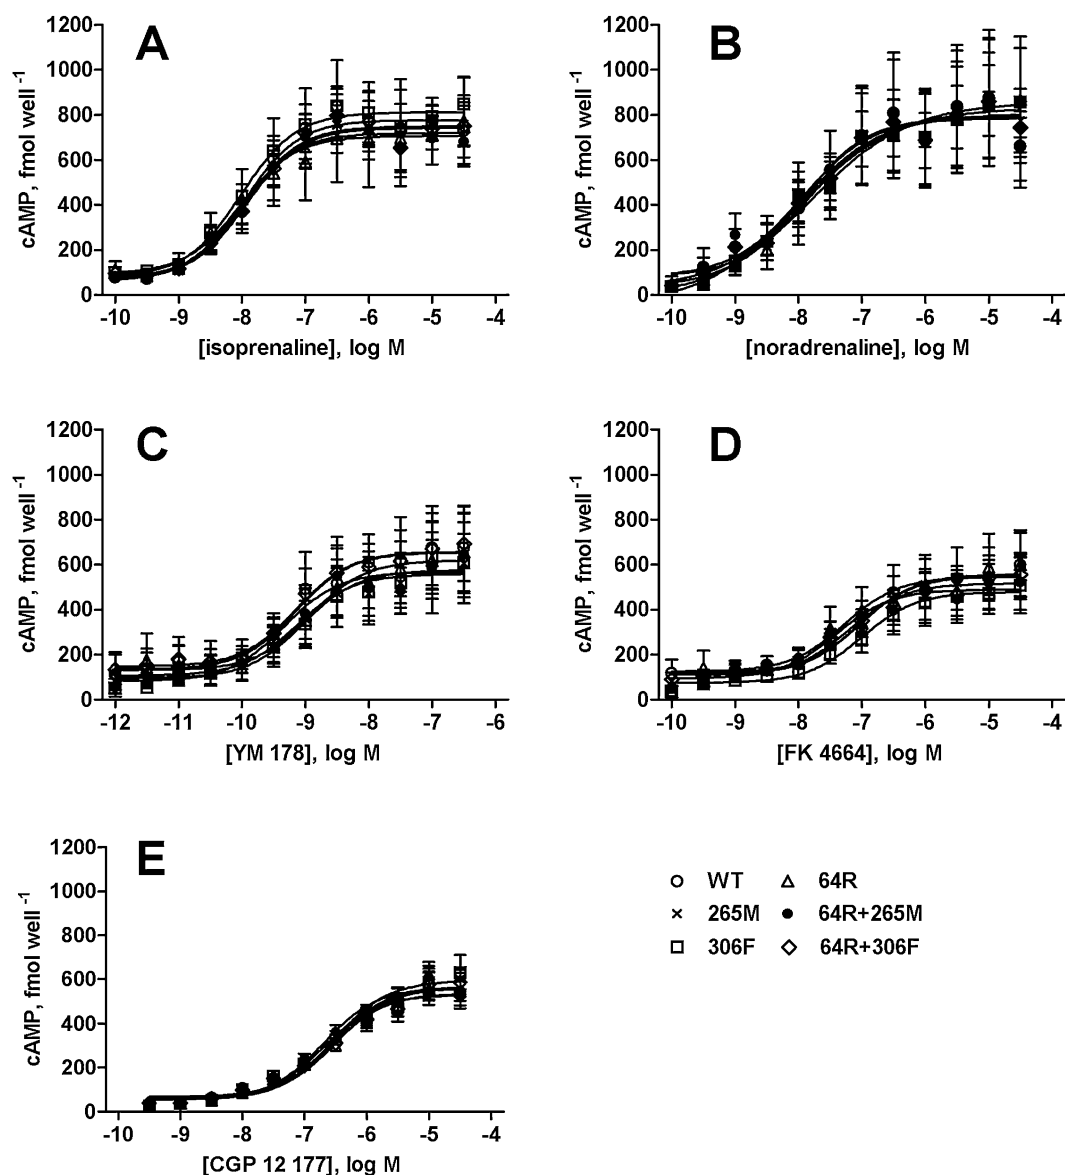 A
1200
1000
800
600
400
200
0
cAMP, fmol well -1
-10 -9 -8 -7 -6 -5 -4
[isoprenaline], log M
B
1200
1000
800
600
400
200
0
cAMP, fmol well -1
-10 -9 -8 -7 -6 -5 -4
[noradrenaline], log M
C
1200
1000
800
600
400
200
0
cAMP, fmol well -1
-12 -11 -10 -9 -8 -7 -6
[YM 178], log M
D
1200
1000
800
600
400
200
0
cAMP, fmol well -1
-10 -9 -8 -7 -6 -5 -4
[FK 4664], log M
E
1200
1000
800
600
400
200
0
cAMP, fmol well -1
-10 -9 -8 -7 -6 -5 -4
[CGP 12 177], log M
WT 64R
265M 64R+265M
306F 64R+306F